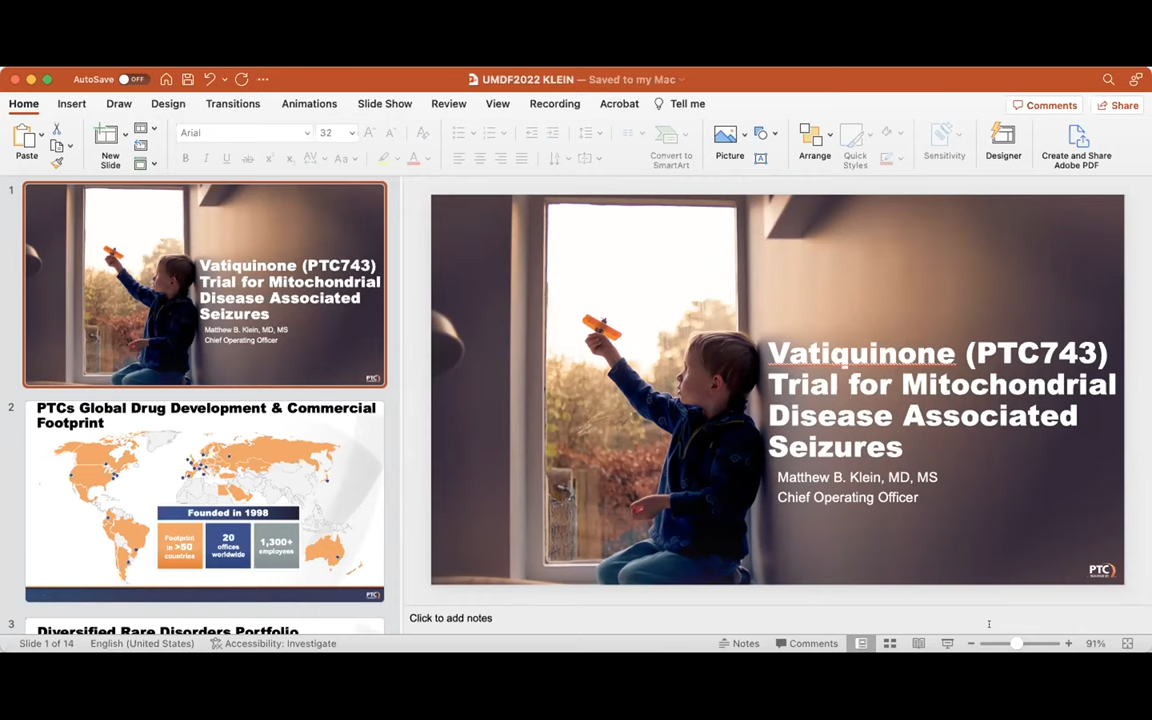 AutoSave OFF
UMDF2022 KLEIN — Saved to my Mac
Home Insert Draw Design Transitions Animations Slide Show Review View Recording Acrobat Tell me
Comments Share
Paste
New
Slide
Arial 32
Convert to
SmartArt
Picture
Arrange
Quick
Styles
Sensitivity
Designer
Create and Share
Adobe PDF
1
Vatiquinone (PTC743)
Trial for Mitochondrial
Disease Associated
Seizures
Matthew B. Klein, MD, MS
Chief Operating Officer
PTC
2
PTCs Global Drug Development & Commercial
Footprint
Founded in 1998
Footprint
in >50
countries
20
offices
worldwide
1,300+
employees
PTC
3
Diversified Rare Disorders Portfolio
Vatiquinone (PTC743)
Trial for Mitochondrial
Disease Associated
Seizures
Matthew B. Klein, MD, MS
Chief Operating Officer
PTC
Click to add notes
Slide 1 of 14 English (United States) Accessibility: Investigate
Notes Comments 91%